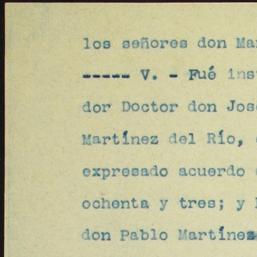 los señores don Ma
----- V. - Fué ins
dor Doctor don Jos
Martínez del Río,
expresado acuerdo
ochenta y tres; y
don Pablo Martínez